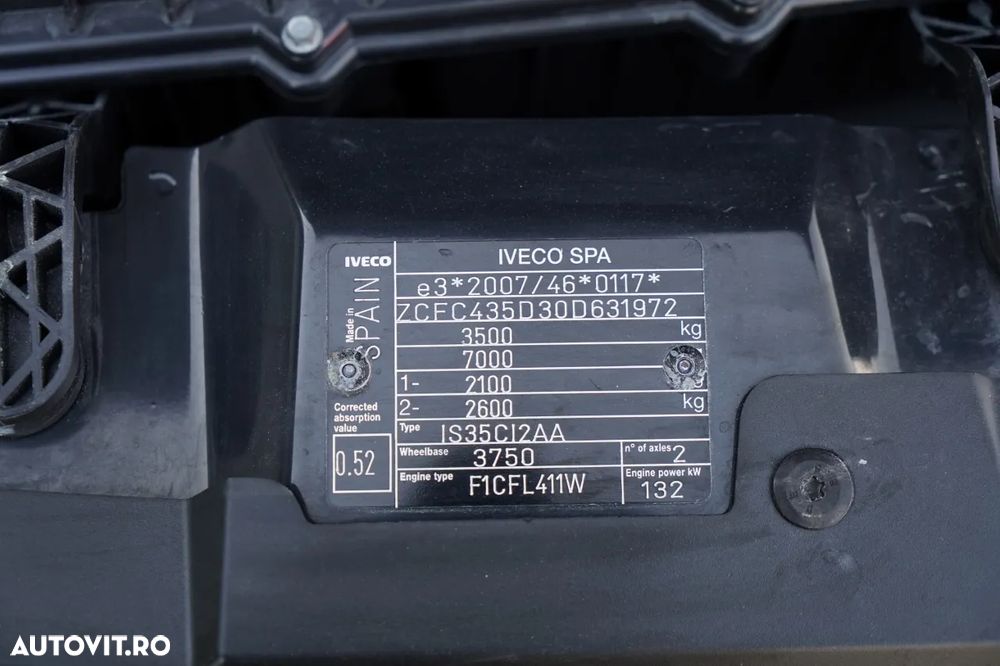 IVECO
IVECO SPA
Made in
SPAIN
e3*2007/46*0117*
ZCFC435D30D631972
3500 kg
7000
1- 2100 kg
2- 2600 kg
Type IS35CI2AA
Wheelbase 3750
n° of axles 2
Engine type F1CFL411W
Engine power kW
132
Corrected
absorption
value
0.52
AUTOVIT.RO